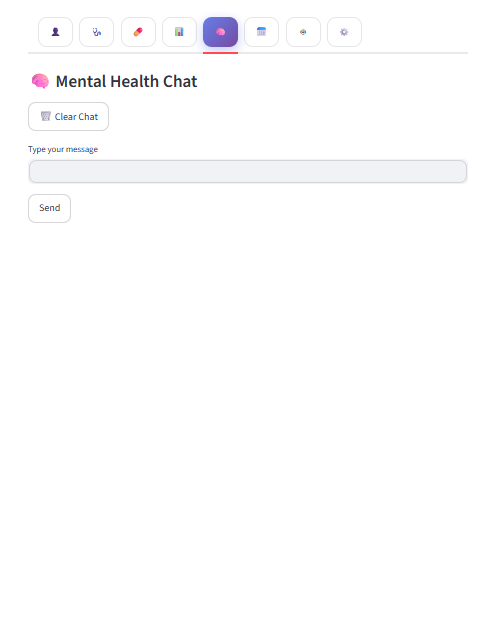 Mental Health Chat
Clear Chat
Type your message
Send